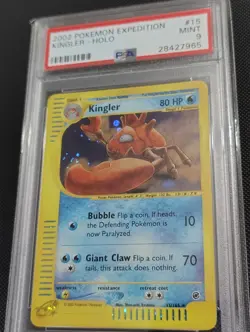 2002 POKEMON EXPEDITION #15
KINGLER - HOLO MINT
PSA 9
28427965
Kingler 80 HP
Bubble Flip a coin. If heads,
the Defending Pokémon is
now Paralyzed. 10
Giant Claw Flip a coin. If
tails, this attack does nothing. 70
weakness resistance retreat cost